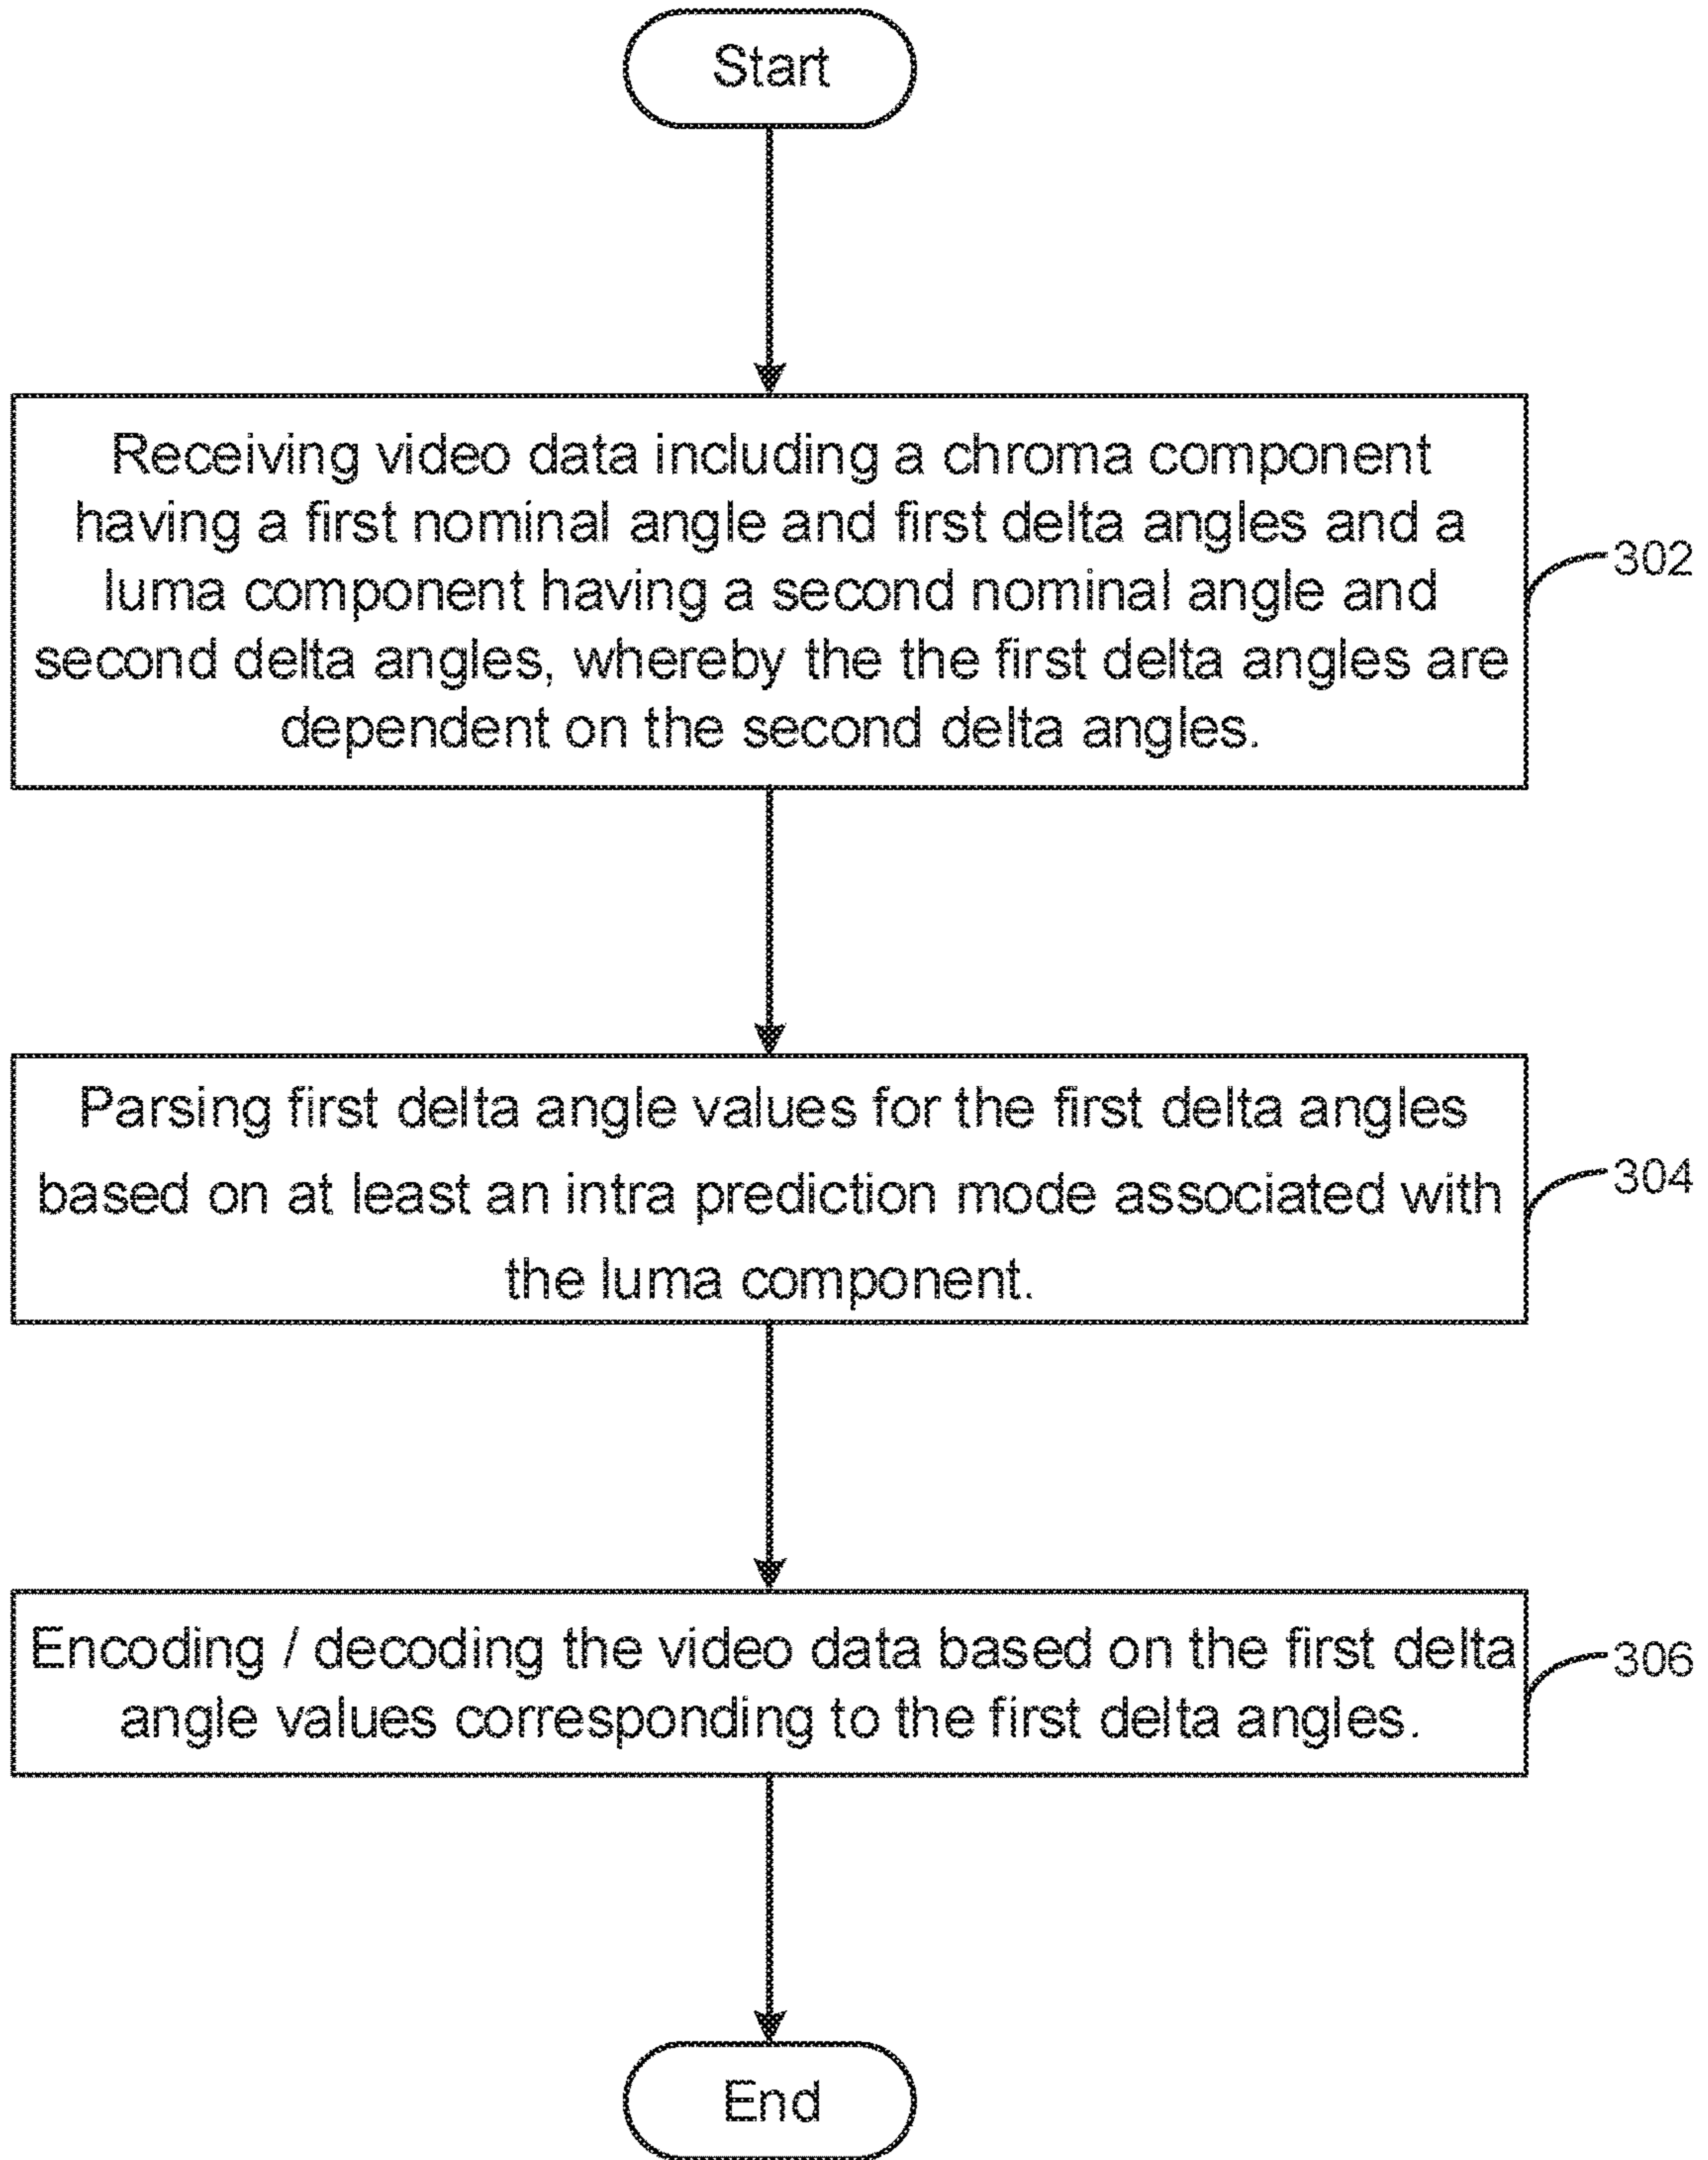 Start
Receiving video data including a chroma component
having a first nominal angle and first delta angles and a
luma component having a second nominal angle and
second delta angles, whereby the the first delta angles are
dependent on the second delta angles.
302
Parsing first delta angle values for the first delta angles
based on at least an intra prediction mode associated with
the luma component.
304
Encoding / decoding the video data based on the first delta
angle values corresponding to the first delta angles.
306
End